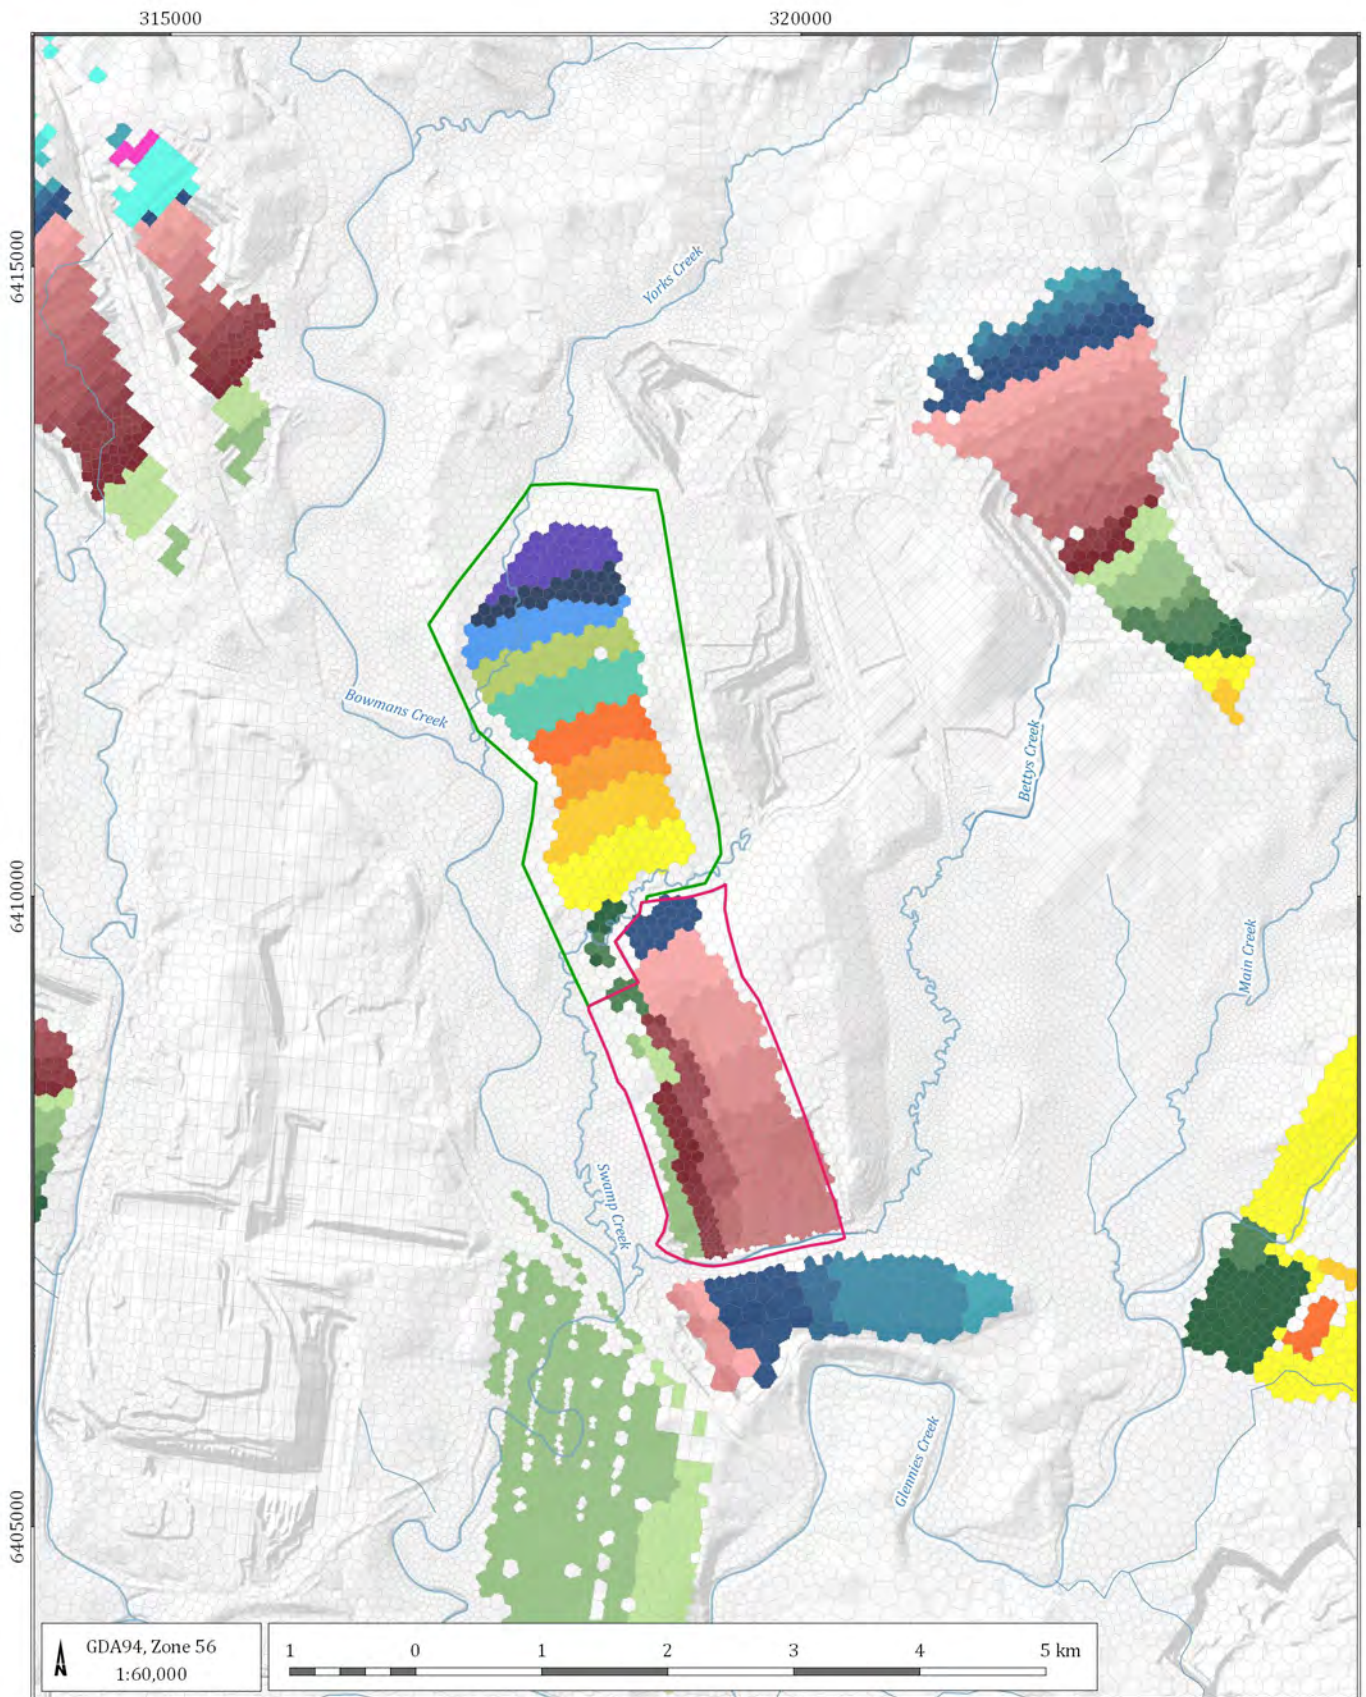 315000
320000
6415000
Yorks Creek
Bowmans Creek
Bettys Creek
6410000
Main Creek
Swamp Creek
Glennies Creek
6405000
GDA94, Zone 56
1:60,000
N
1 0 1 2 3 4 5 km